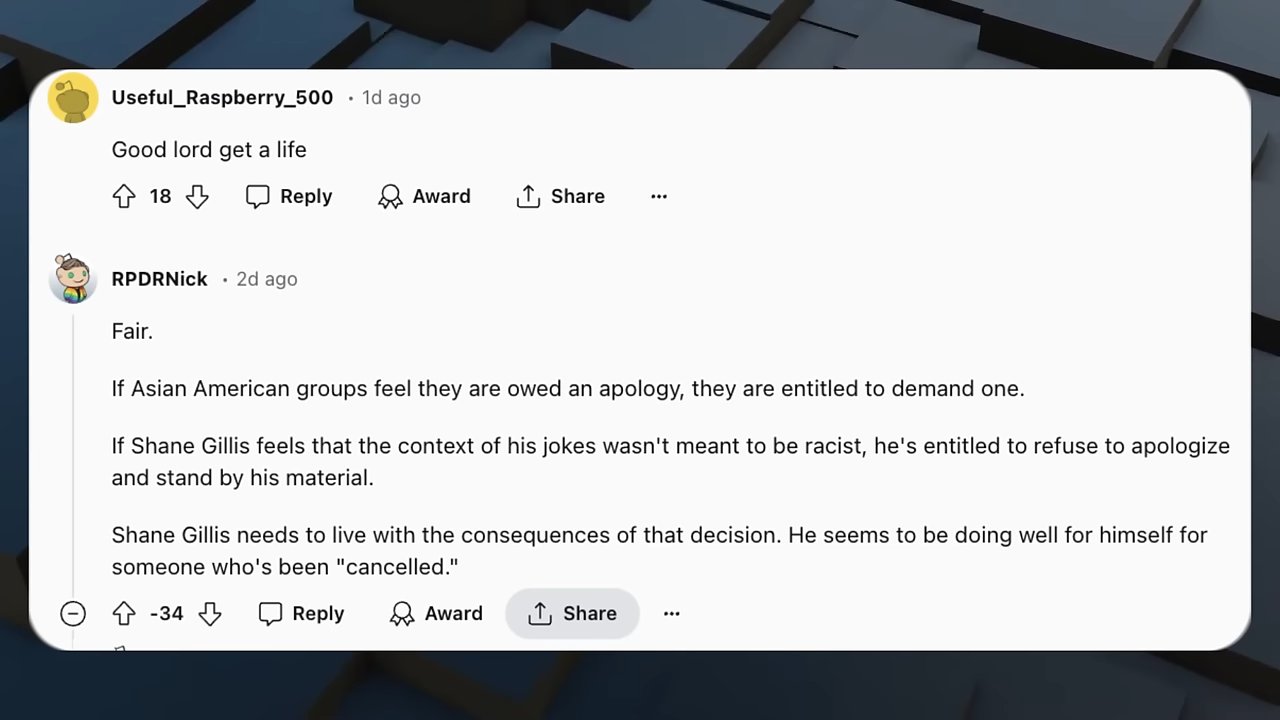 Useful_Raspberry_500 • 1d ago
Good lord get a life
18 Reply Award Share ...
RPDRNick • 2d ago
Fair.
If Asian American groups feel they are owed an apology, they are entitled to demand one.
If Shane Gillis feels that the context of his jokes wasn't meant to be racist, he's entitled to refuse to apologize
and stand by his material.
Shane Gillis needs to live with the consequences of that decision. He seems to be doing well for himself for
someone who's been "cancelled."
-34 Reply Award Share ...